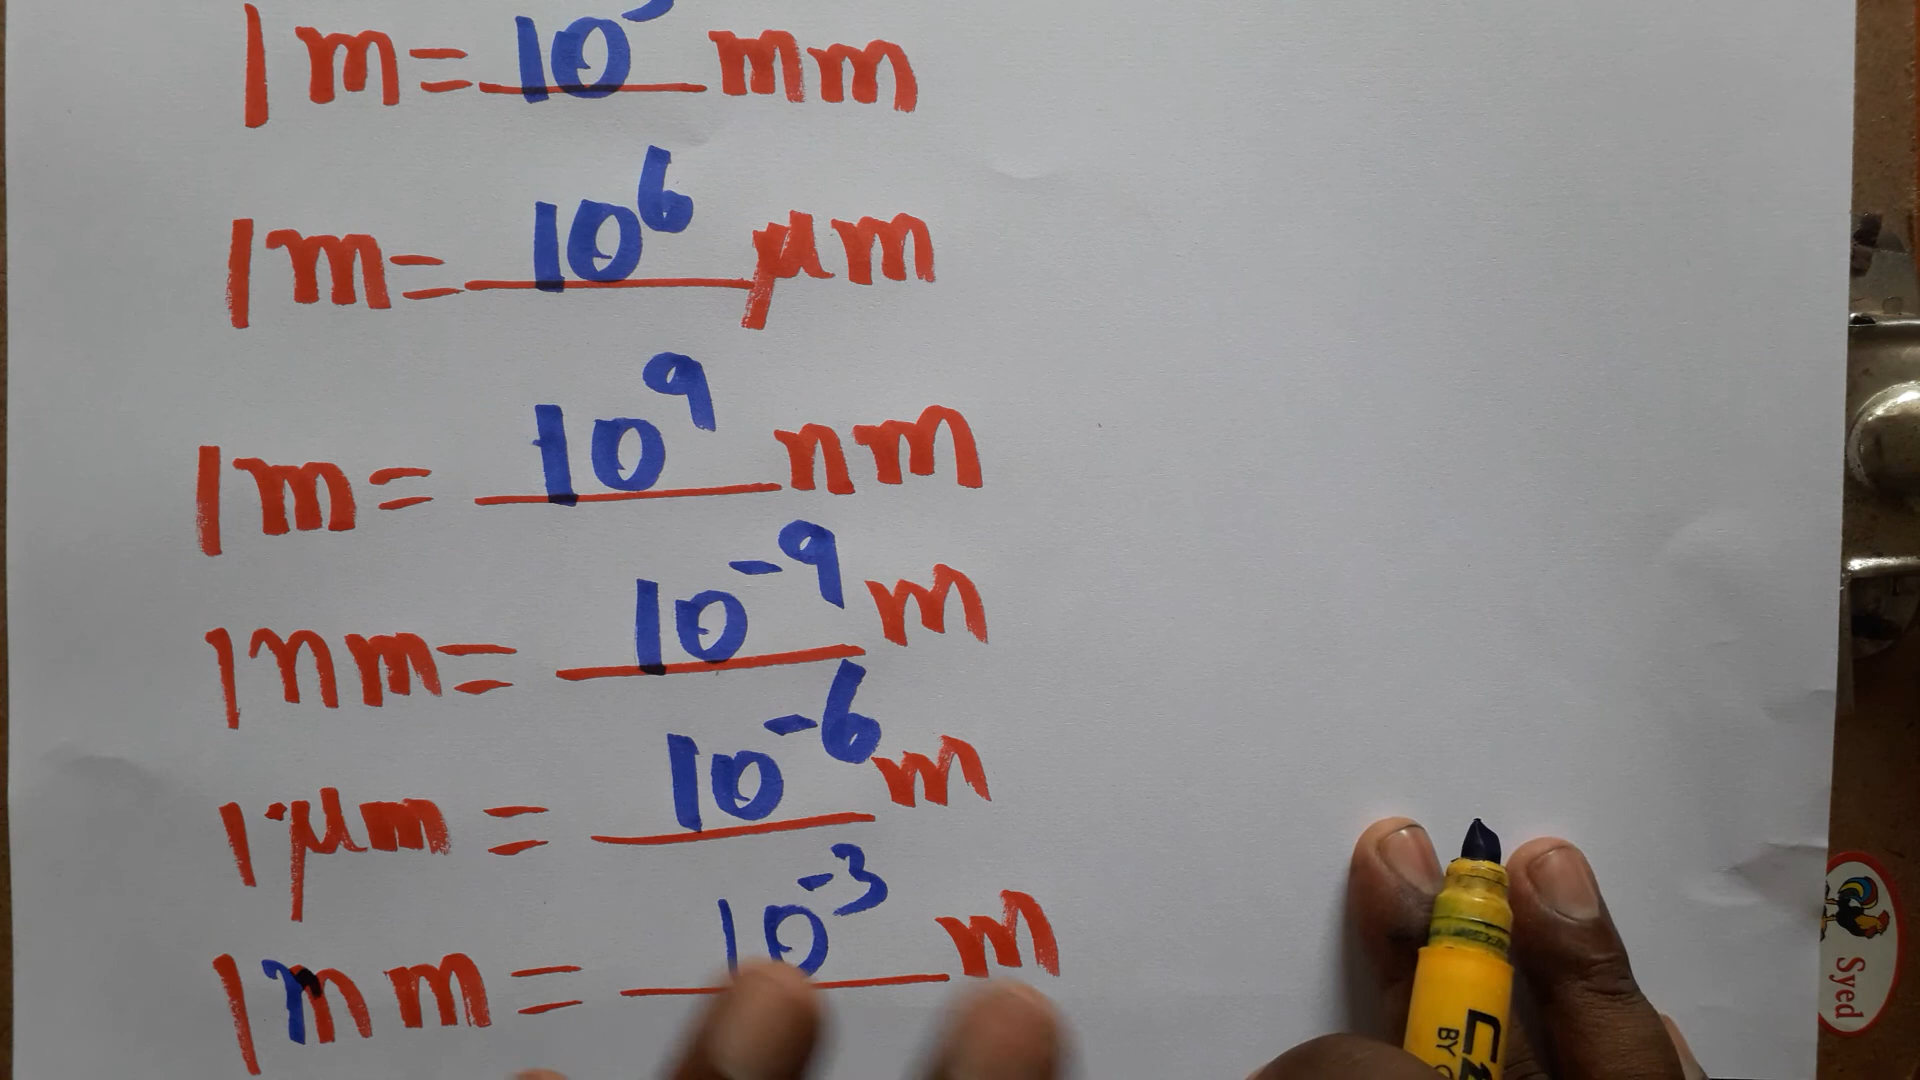 1m = 10³ mm
1m = 10⁶ μm
1m = 10⁹ nm
1nm = 10⁻⁹ m
1μm = 10⁻⁶ m
1mm = 10⁻³ m
Syed